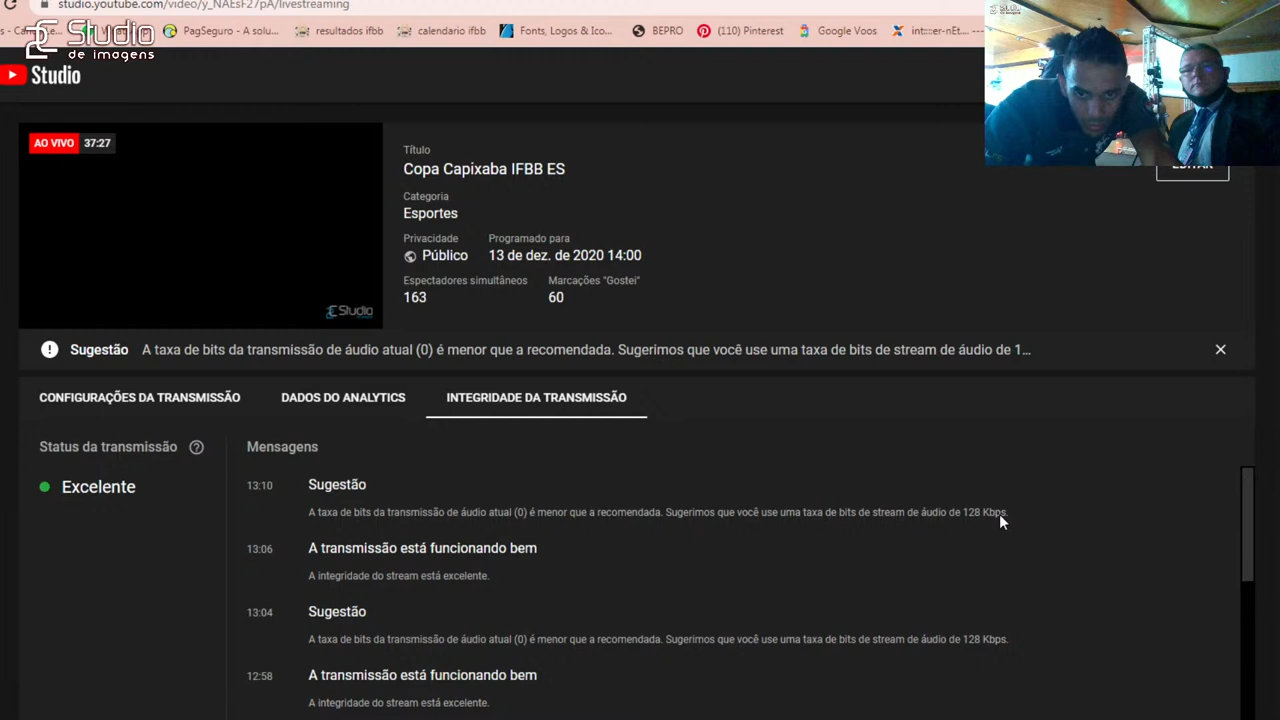 studio.youtube.com/video/y_NAEsF27pA/livestreaming
PagSeguro - A solu...
resultados ifbb
calendario ifbb
Fonts, Logos & Ico...
BEPRO
(110) Pinterest
Google Voos
Studio
de imagens
Studio
AO VIVO 37:27
Studio
Título
Copa Capixaba IFBB ES
Categoria
Esportes
Privacidade
Público
Programado para
13 de dez. de 2020 14:00
Espectadores simultâneos
163
Marcações "Gostei"
60
EDITAR
Sugestão A taxa de bits da transmissão de áudio atual (0) é menor que a recomendada. Sugerimos que você use uma taxa de bits de stream de áudio de 1...
CONFIGURAÇÕES DA TRANSMISSÃO
DADOS DO ANALYTICS
INTEGRIDADE DA TRANSMISSÃO
Status da transmissão
Excelente
Mensagens
13:10 Sugestão
A taxa de bits da transmissão de áudio atual (0) é menor que a recomendada. Sugerimos que você use uma taxa de bits de stream de áudio de 128 Kbps.
13:06 A transmissão está funcionando bem
A integridade do stream está excelente.
13:04 Sugestão
A taxa de bits da transmissão de áudio atual (0) é menor que a recomendada. Sugerimos que você use uma taxa de bits de stream de áudio de 128 Kbps.
12:58 A transmissão está funcionando bem
A integridade do stream está excelente.